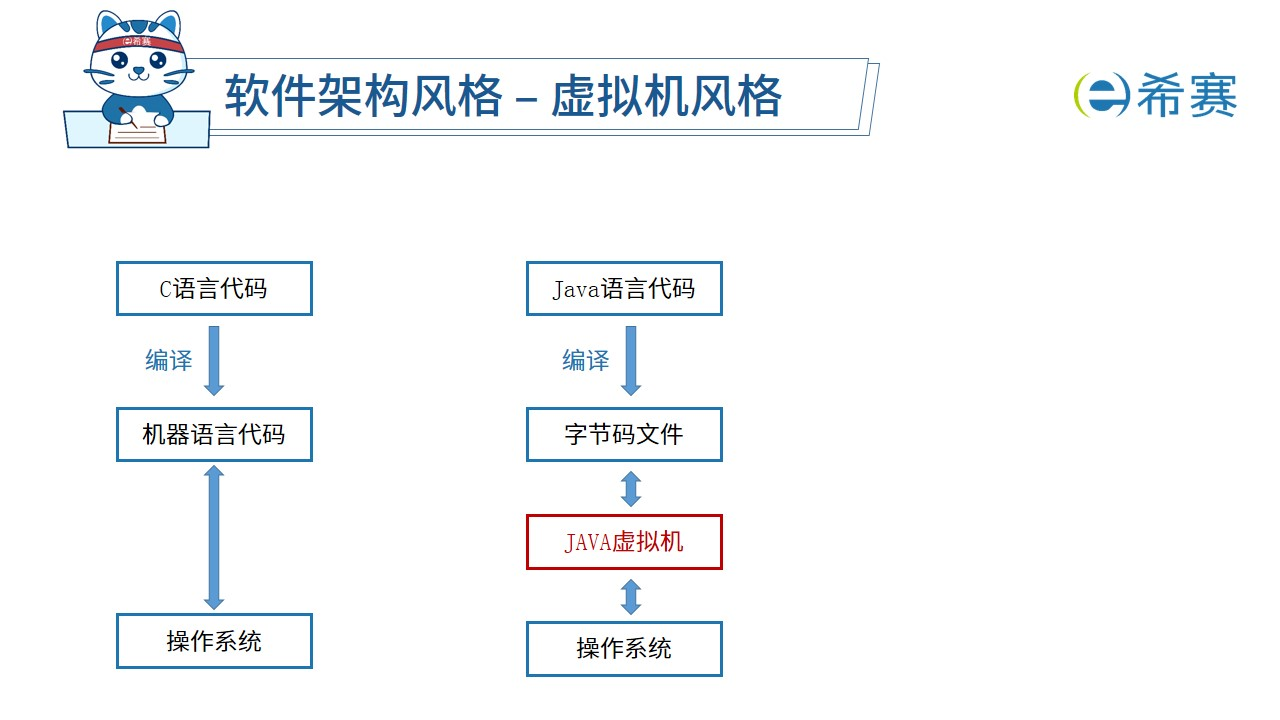 希赛
软件架构风格 – 虚拟机风格
希赛
C语言代码
Java语言代码
编译
编译
机器语言代码
字节码文件
JAVA虚拟机
操作系统
操作系统